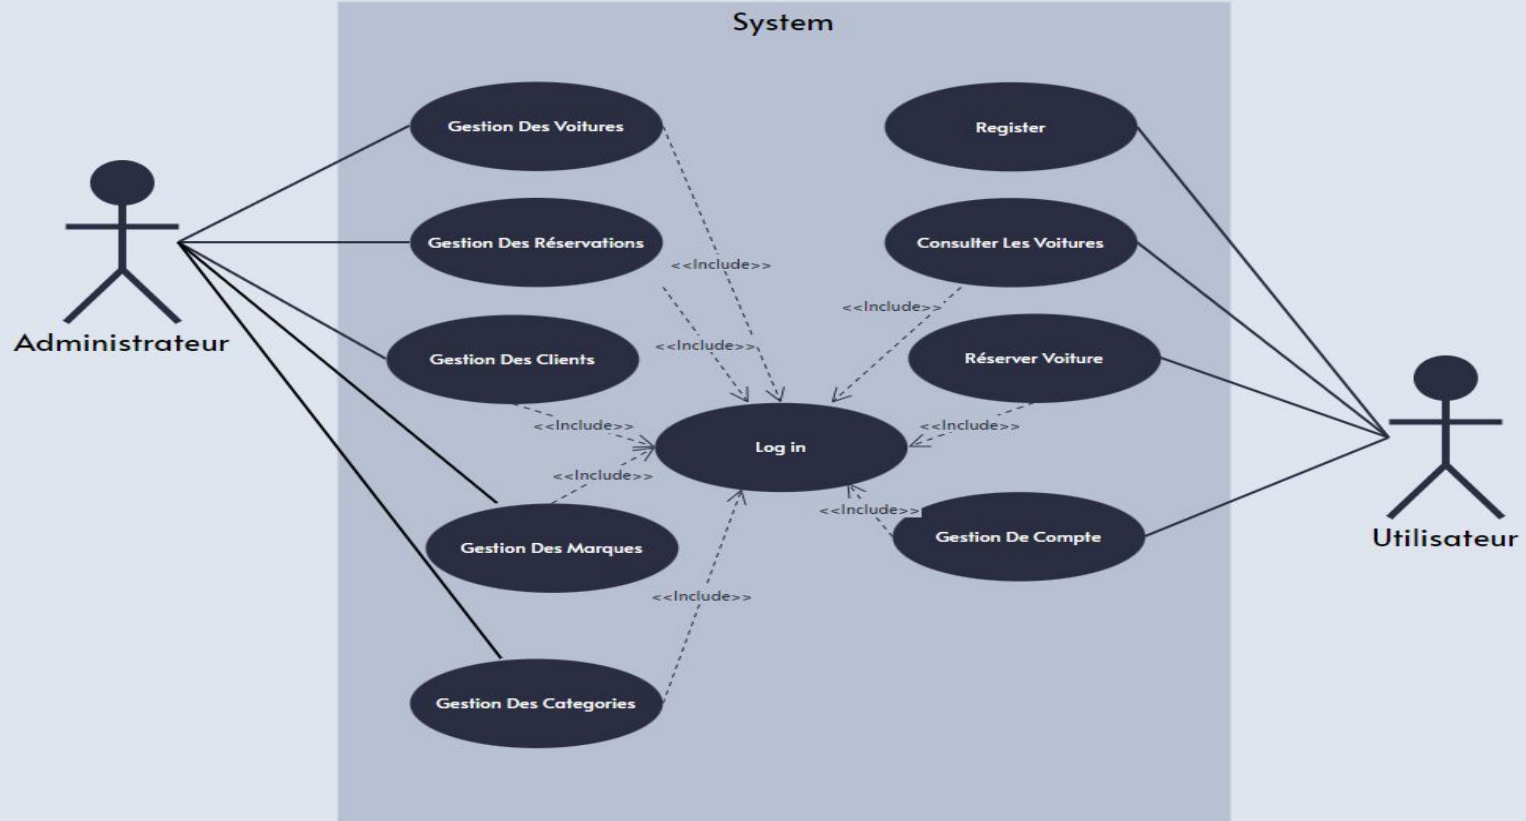 System
Gestion Des Voitures
Register
Gestion Des Réservations
Consulter Les Voitures
<<Include>>
<<Include>>
Administrateur
<<Include>>
Gestion Des Clients
Réserver Voiture
<<Include>>
<<Include>>
Log in
<<Include>>
<<Include>>
Gestion Des Marques
Gestion De Compte
Utilisateur
<<Include>>
Gestion Des Categories